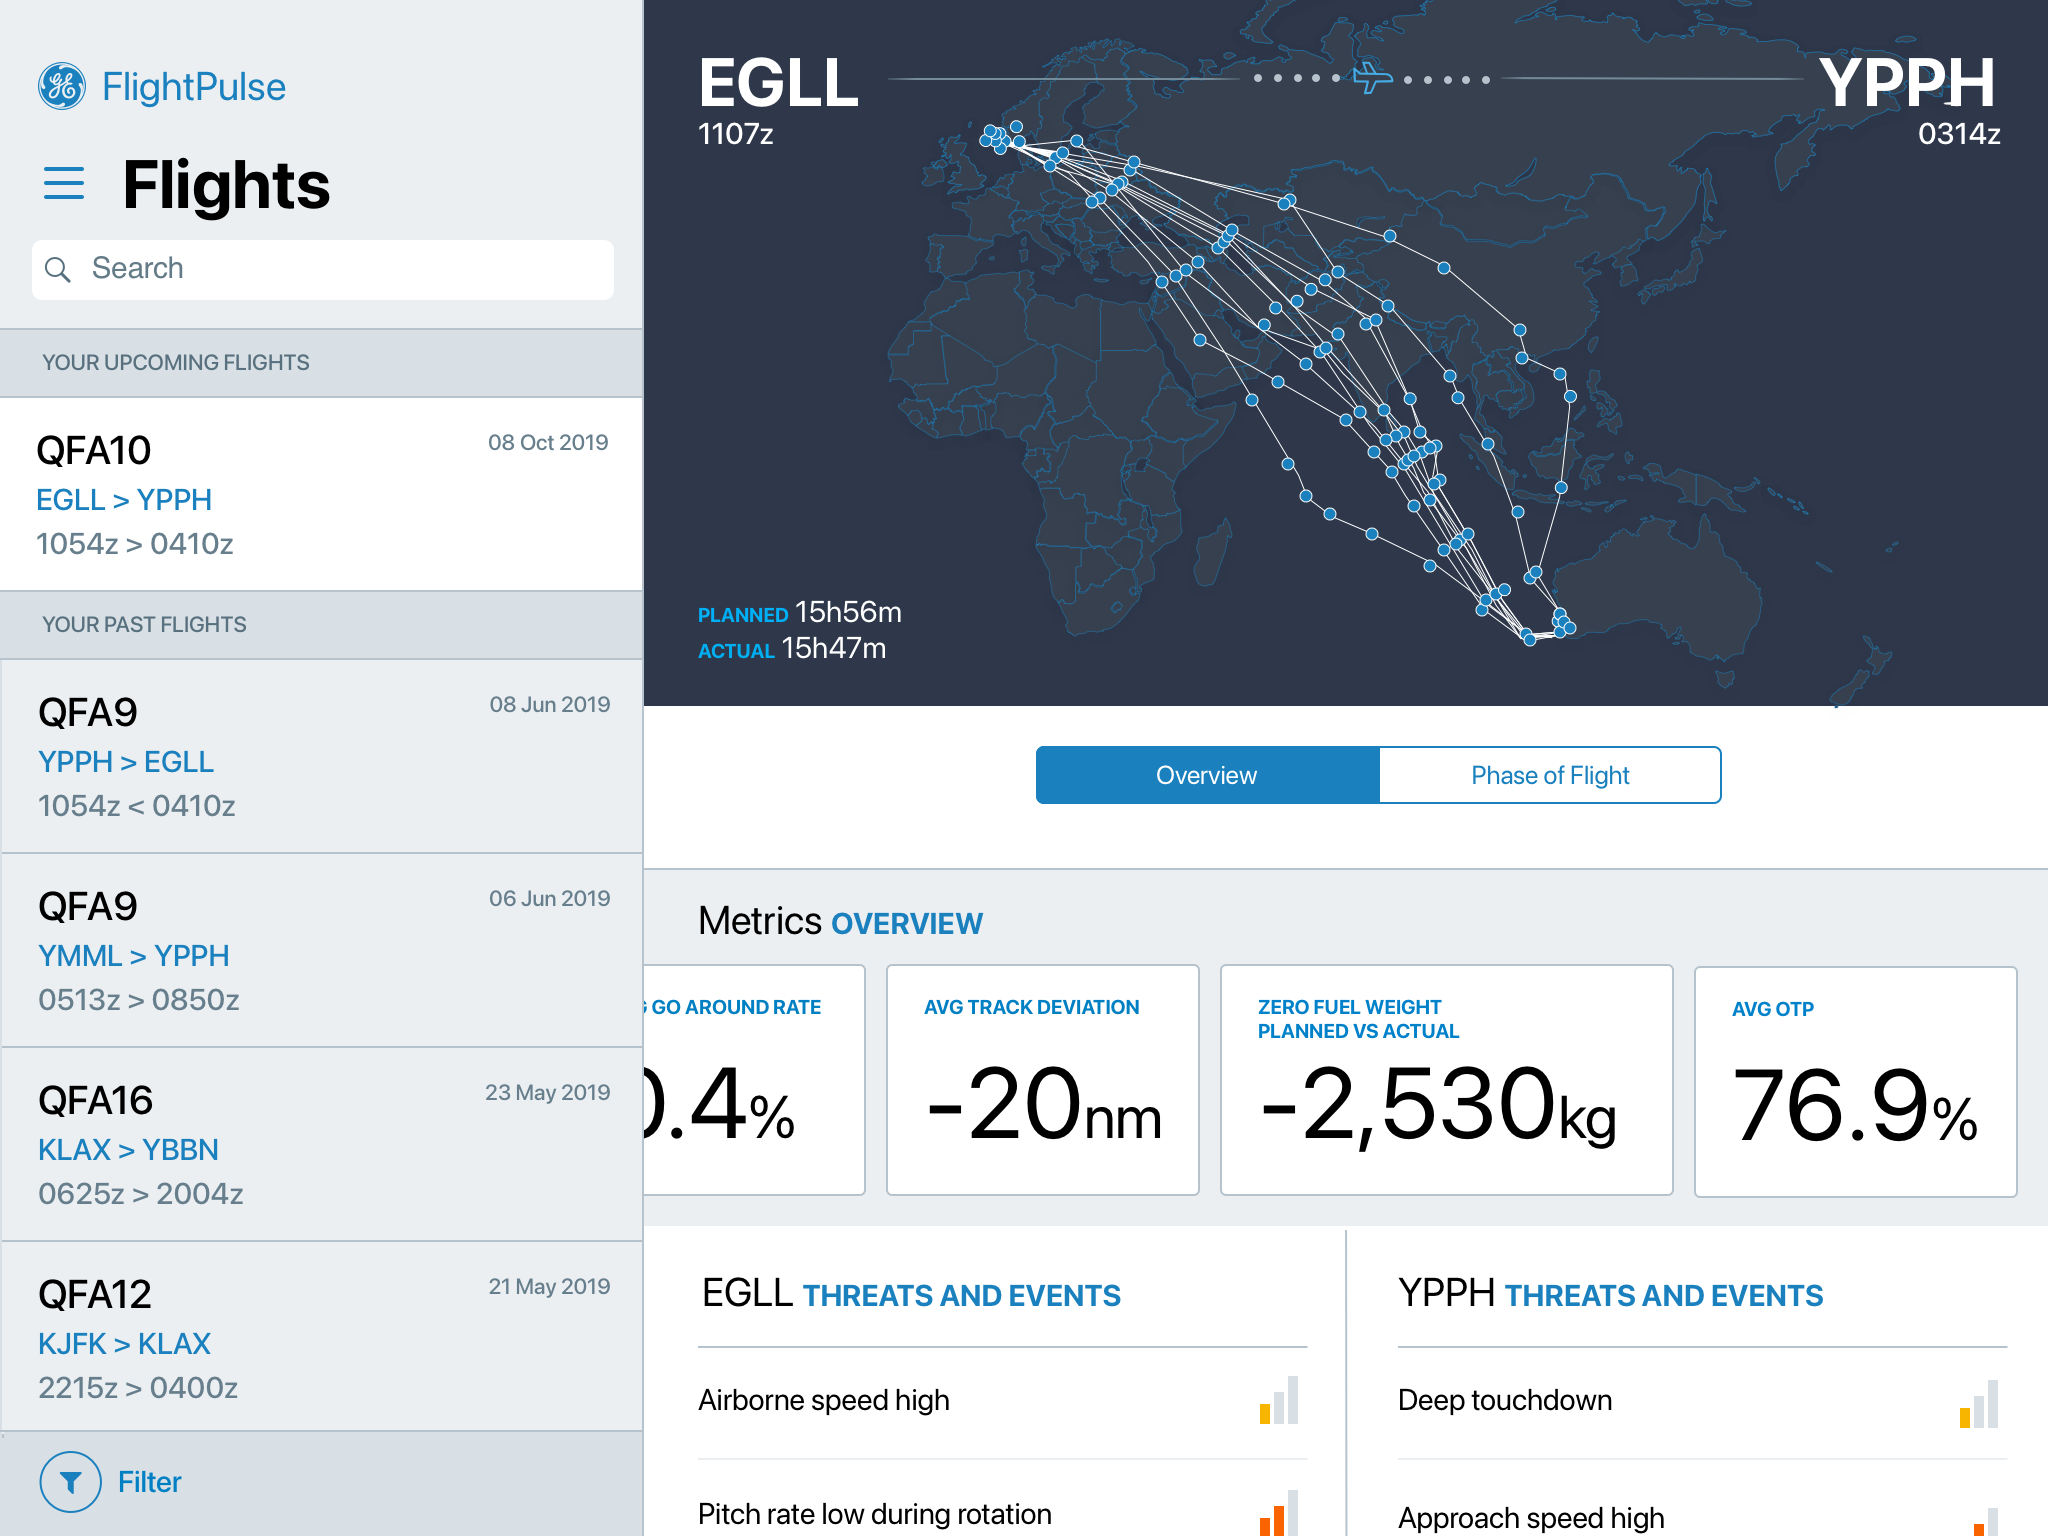 FlightPulse
Flights
Search
YOUR UPCOMING FLIGHTS
QFA10
08 Oct 2019
EGLL > YPPH
1054z > 0410z
YOUR PAST FLIGHTS
QFA9
08 Jun 2019
YPPH > EGLL
1054z < 0410z
QFA9
06 Jun 2019
YMML > YPPH
0513z > 0850z
QFA16
23 May 2019
KLAX > YBBN
0625z > 2004z
QFA12
21 May 2019
KJFK > KLAX
2215z > 0400z
Filter
EGLL
1107z
YPPH
0314z
PLANNED 15h56m
ACTUAL 15h47m
Overview
Phase of Flight
Metrics OVERVIEW
GO AROUND RATE
0.4%
AVG TRACK DEVIATION
-20nm
ZERO FUEL WEIGHT
PLANNED VS ACTUAL
-2,530kg
AVG OTP
76.9%
EGLL THREATS AND EVENTS
Airborne speed high
Pitch rate low during rotation
YPPH THREATS AND EVENTS
Deep touchdown
Approach speed high